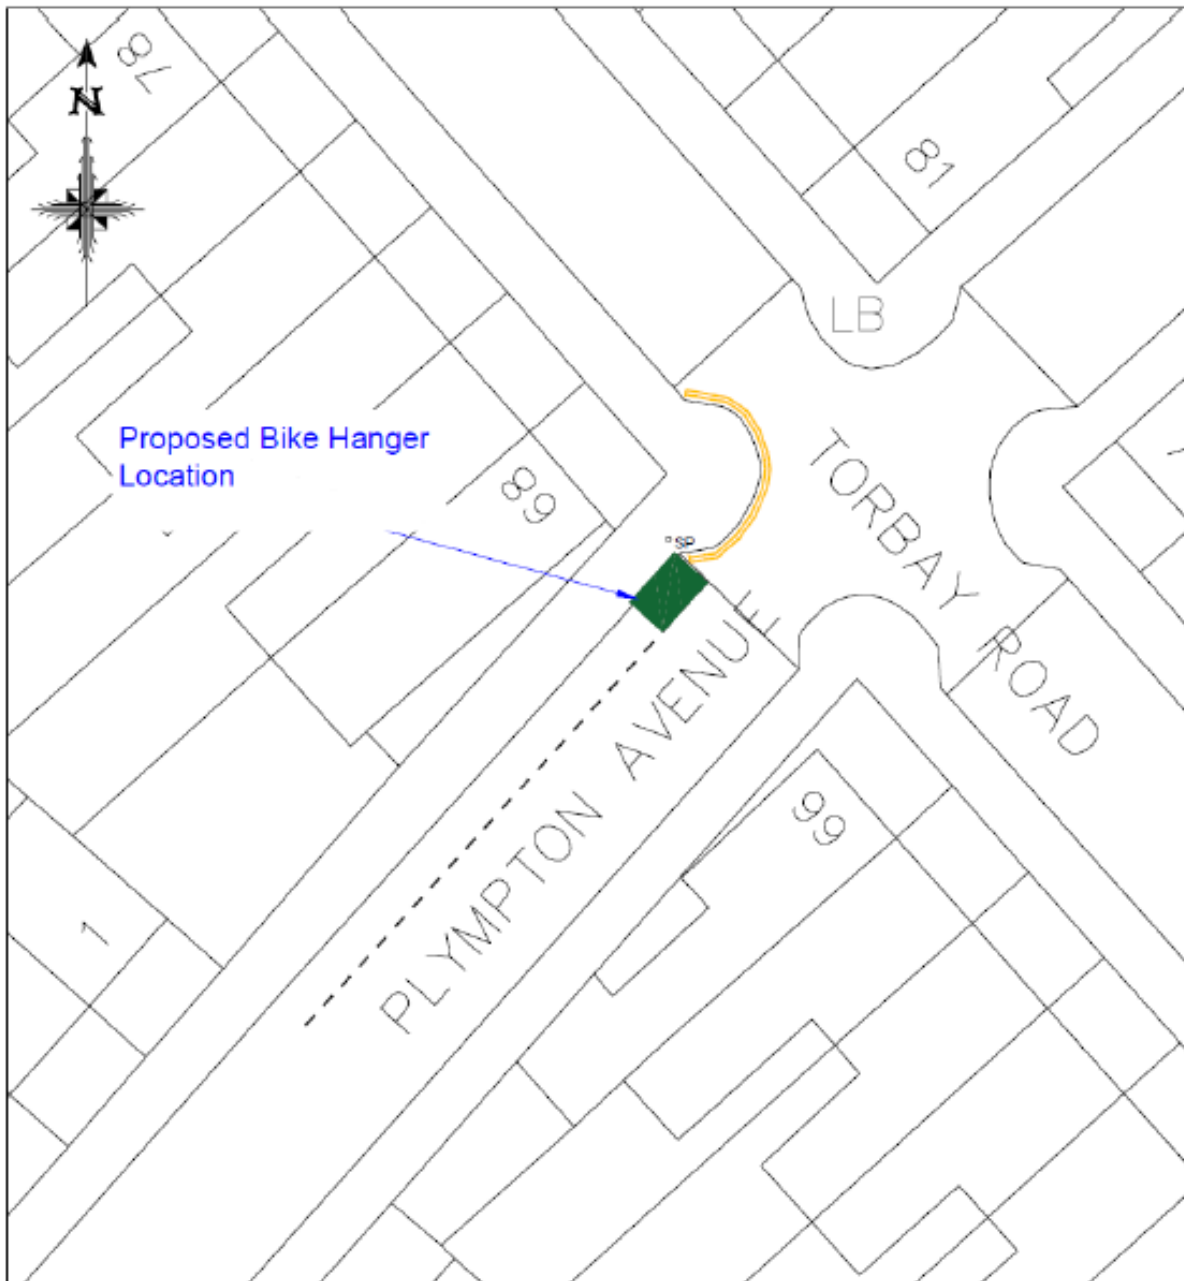 78
N
81
LB
Proposed Bike Hanger
Location
89
SP
TORBAY ROAD
PLYMPTON AVENUE
99
1